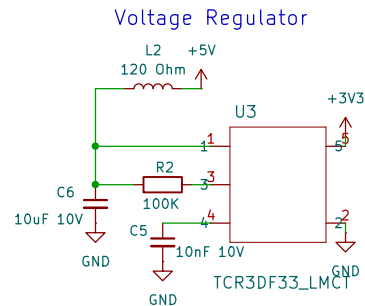 Voltage Regulator
L2
+5V
120 Ohm
U3
+3V3
1
1
5
5
R2
3
3
100K
C6
10uF 10V
4
4
2
2
C5
10nF 10V
GND
GND
GND
TCR3DF33_LMCT